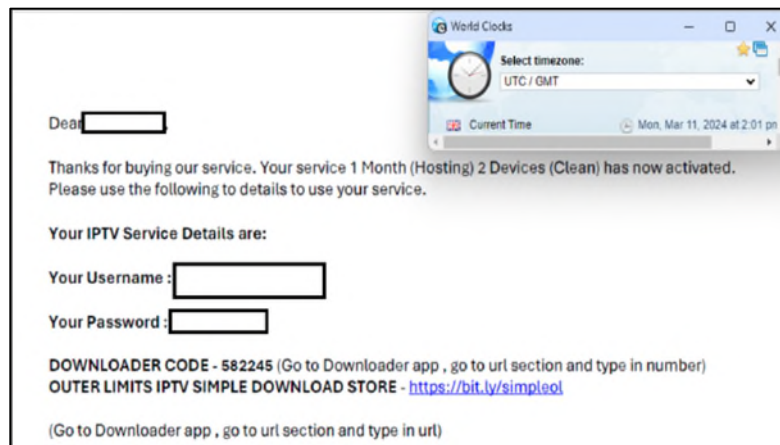 World Clocks
Select timezone:
UTC / GMT
Current Time Mon, Mar 11, 2024 at 2:01 pm
Dear ,
Thanks for buying our service. Your service 1 Month (Hosting) 2 Devices (Clean) has now activated.
Please use the following to details to use your service.
Your IPTV Service Details are:
Your Username :
Your Password :
DOWNLOADER CODE - 582245 (Go to Downloader app , go to url section and type in number)
OUTER LIMITS IPTV SIMPLE DOWNLOAD STORE - https://bit.ly/simpleol
(Go to Downloader app , go to url section and type in url)